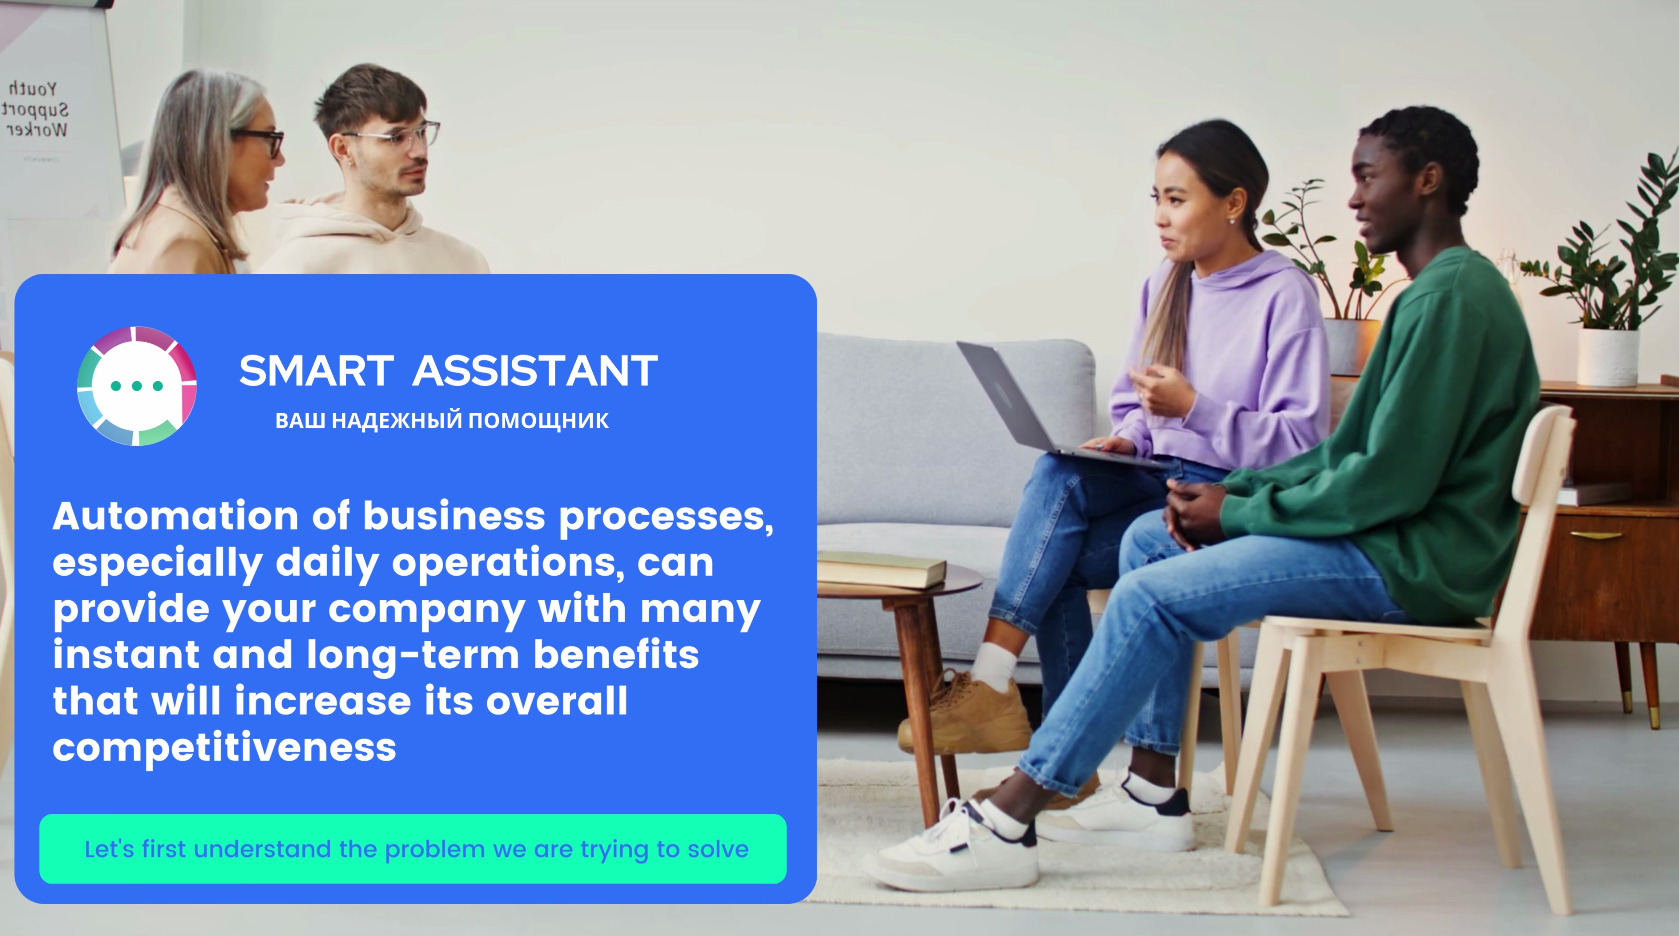 Youth
Support
Worker
SMART ASSISTANT
ВАШ НАДЕЖНЫЙ ПОМОЩНИК
Automation of business processes,
especially daily operations, can
provide your company with many
instant and long-term benefits
that will increase its overall
competitiveness
Let's first understand the problem we are trying to solve